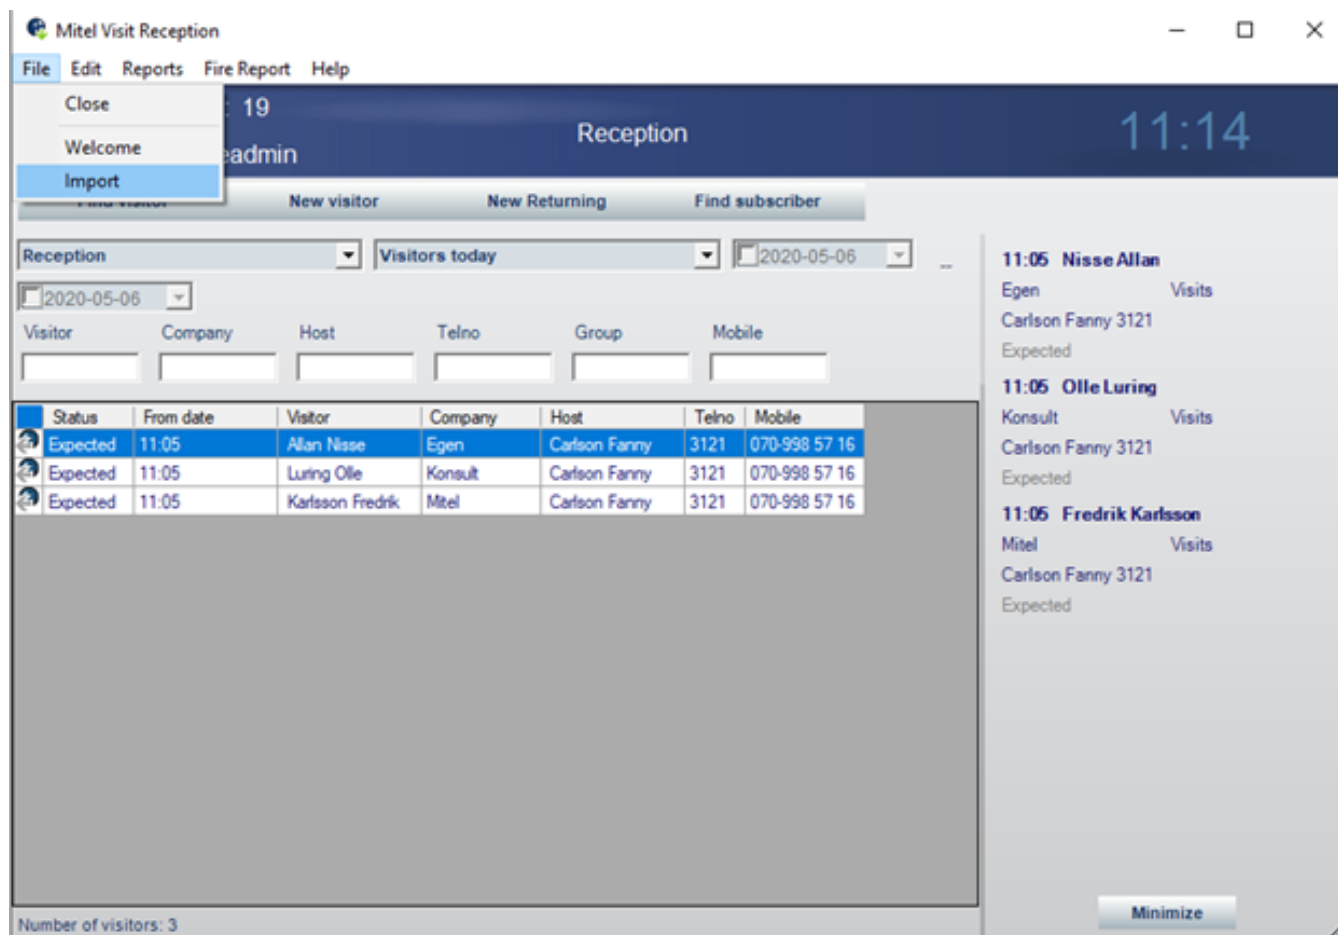 Mitel Visit Reception
File Edit Reports Fire Report Help
Close
Welcome
Import
: 19
eadmin
Reception
11:14
Find visitor New visitor New Returning Find subscriber
Reception Visitors today 2020-05-06 --
2020-05-06
Visitor Company Host Telno Group Mobile
Status From date Visitor Company Host Telno Mobile
Expected 11:05 Allan Nisse Egen Carlson Fanny 3121 070-998 57 16
Expected 11:05 Luring Olle Konsult Carlson Fanny 3121 070-998 57 16
Expected 11:05 Karlsson Fredrik Mitel Carlson Fanny 3121 070-998 57 16
Number of visitors: 3
11:05 Nisse Allan
Egen Visits
Carlson Fanny 3121
Expected
11:05 Olle Luring
Konsult Visits
Carlson Fanny 3121
Expected
11:05 Fredrik Karlsson
Mitel Visits
Carlson Fanny 3121
Expected
Minimize